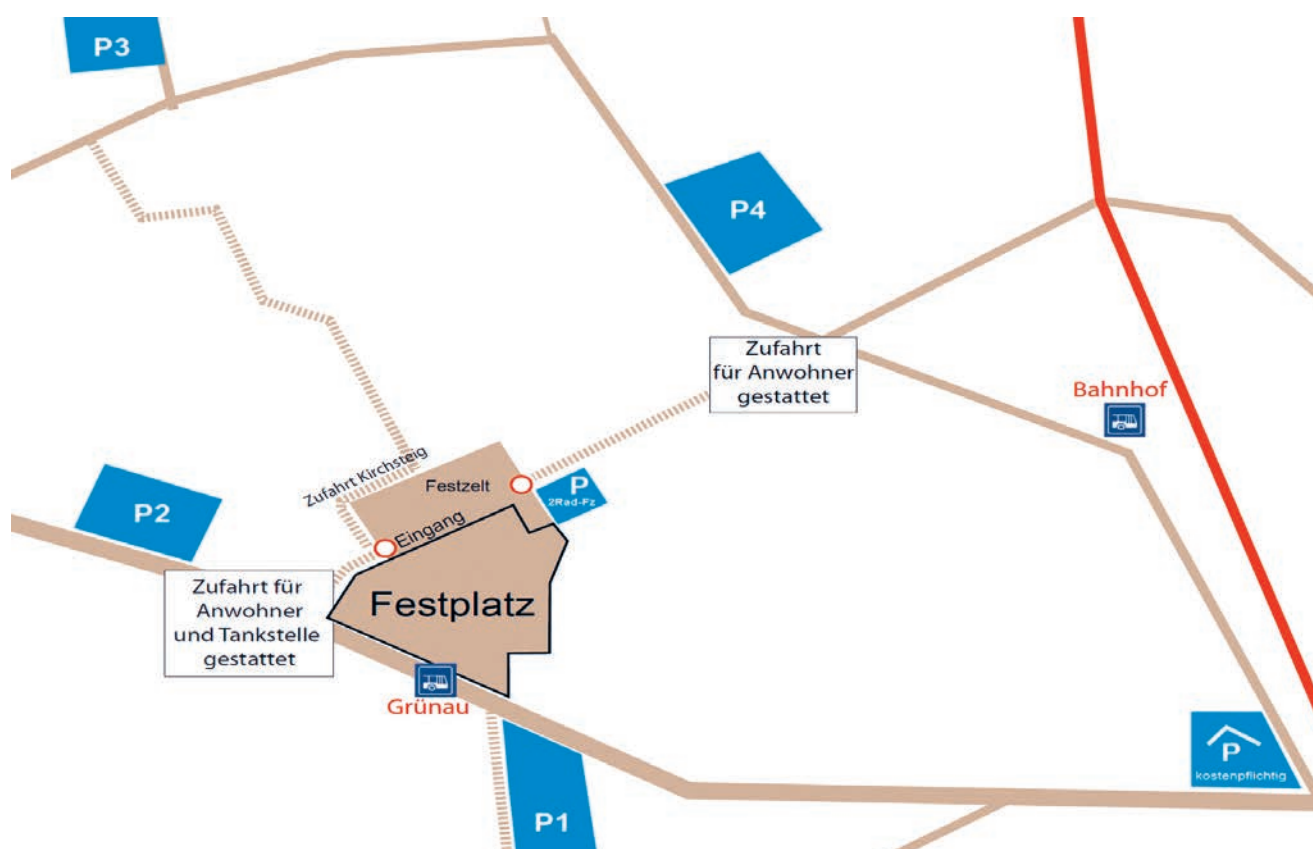 P3
P4
Zufahrt
für Anwohner
gestattet
Bahnhof
Zufahrt Kirchsteig
Festzelt
P
2Rad-Fz
P2
Eingang
Zufahrt für
Anwohner
und Tankstelle
gestattet
Festplatz
Grünau
P
kostenpflichtig
P1